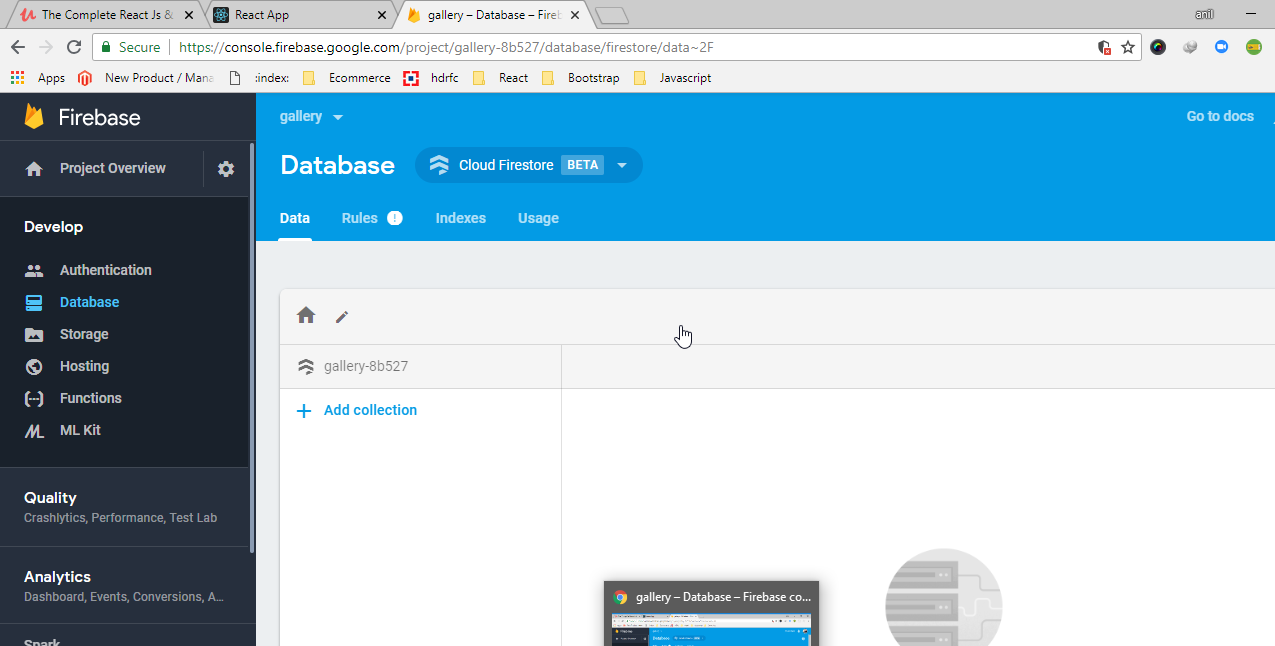 The Complete React Js &
React App
gallery – Database – Fireb
anil
Secure
https://console.firebase.google.com/project/gallery-8b527/database/firestore/data~2F
Apps
New Product / Mana
:index:
Ecommerce
hdrfc
React
Bootstrap
Javascript
Firebase
gallery
Go to docs
Project Overview
Database
Cloud Firestore
BETA
Data
Rules
Indexes
Usage
Develop
Authentication
Database
Storage
Hosting
Functions
ML Kit
gallery-8b527
Add collection
Quality
Crashlytics, Performance, Test Lab
Analytics
Dashboard, Events, Conversions, A...
Spark
gallery – Database – Firebase co...